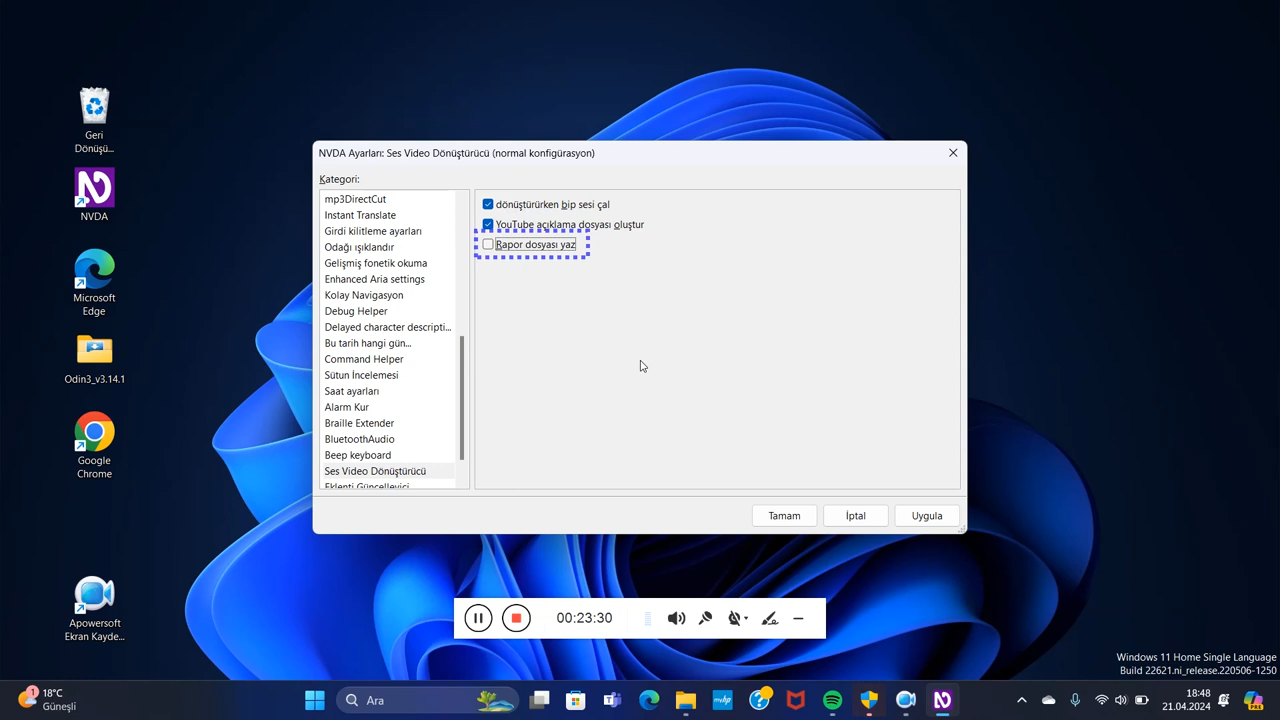 Geri
Dönüşü...
NVDA
Microsoft
Edge
Odin3_v3.14.1
Google
Chrome
Apowersoft
Ekran Kayde...
NVDA Ayarları: Ses Video Dönüştürücü (normal konfigürasyon)
Kategori:
mp3DirectCut
Instant Translate
Girdi kilitleme ayarları
Odağı ışıklandır
Gelişmiş fonetik okuma
Enhanced Aria settings
Kolay Navigasyon
Debug Helper
Delayed character descripti...
Bu tarih hangi gün...
Command Helper
Sütun İncelemesi
Saat ayarları
Alarm Kur
Braille Extender
BluetoothAudio
Beep keyboard
Ses Video Dönüştürücü
Eklenti Güncelleyici
dönüştürürken bip sesi çal
YouTube açıklama dosyası oluştur
Rapor dosyası yaz
Tamam
İptal
Uygula
00:23:30
Windows 11 Home Single Language
Build 22621.ni_release.220506-1250
1
18°C
Güneşli
Ara
myhp
18:48
21.04.2024
PRE